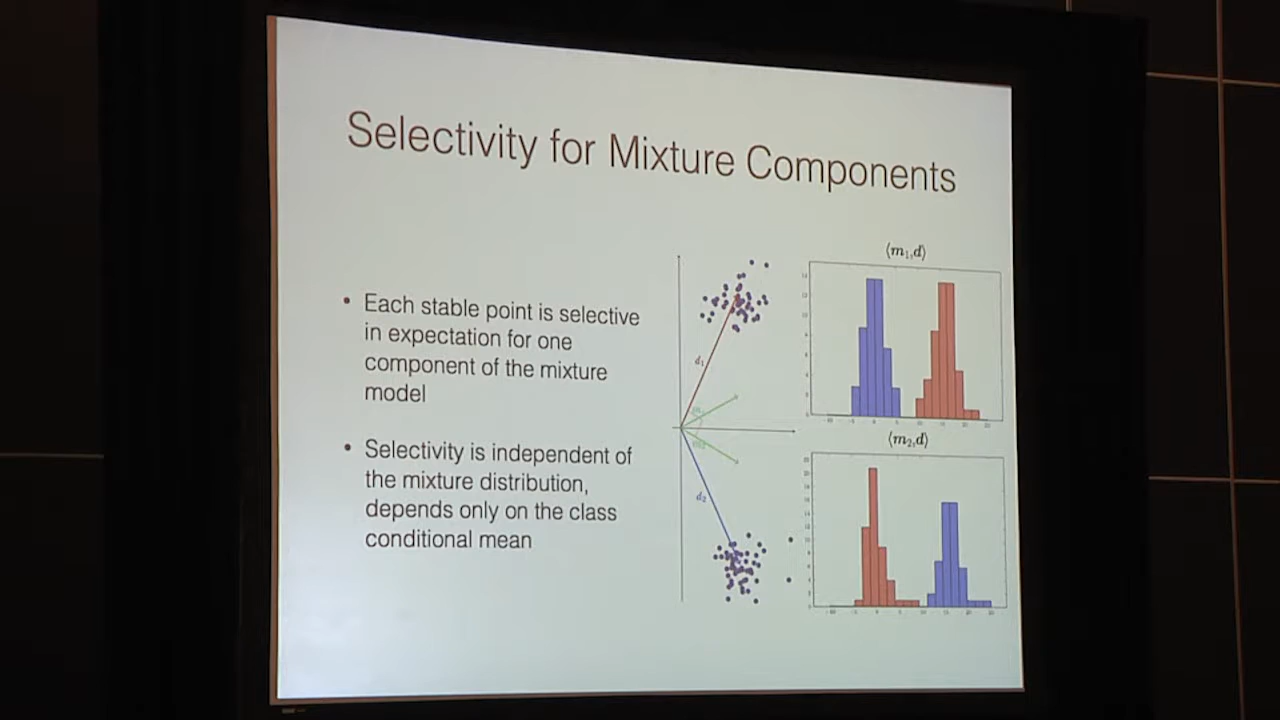 Selectivity for Mixture Components
• Each stable point is selective
in expectation for one
component of the mixture
model
• Selectivity is independent of
the mixture distribution,
depends only on the class
conditional mean
d₁
d₂
⟨m₁,d⟩
⟨m₂,d⟩